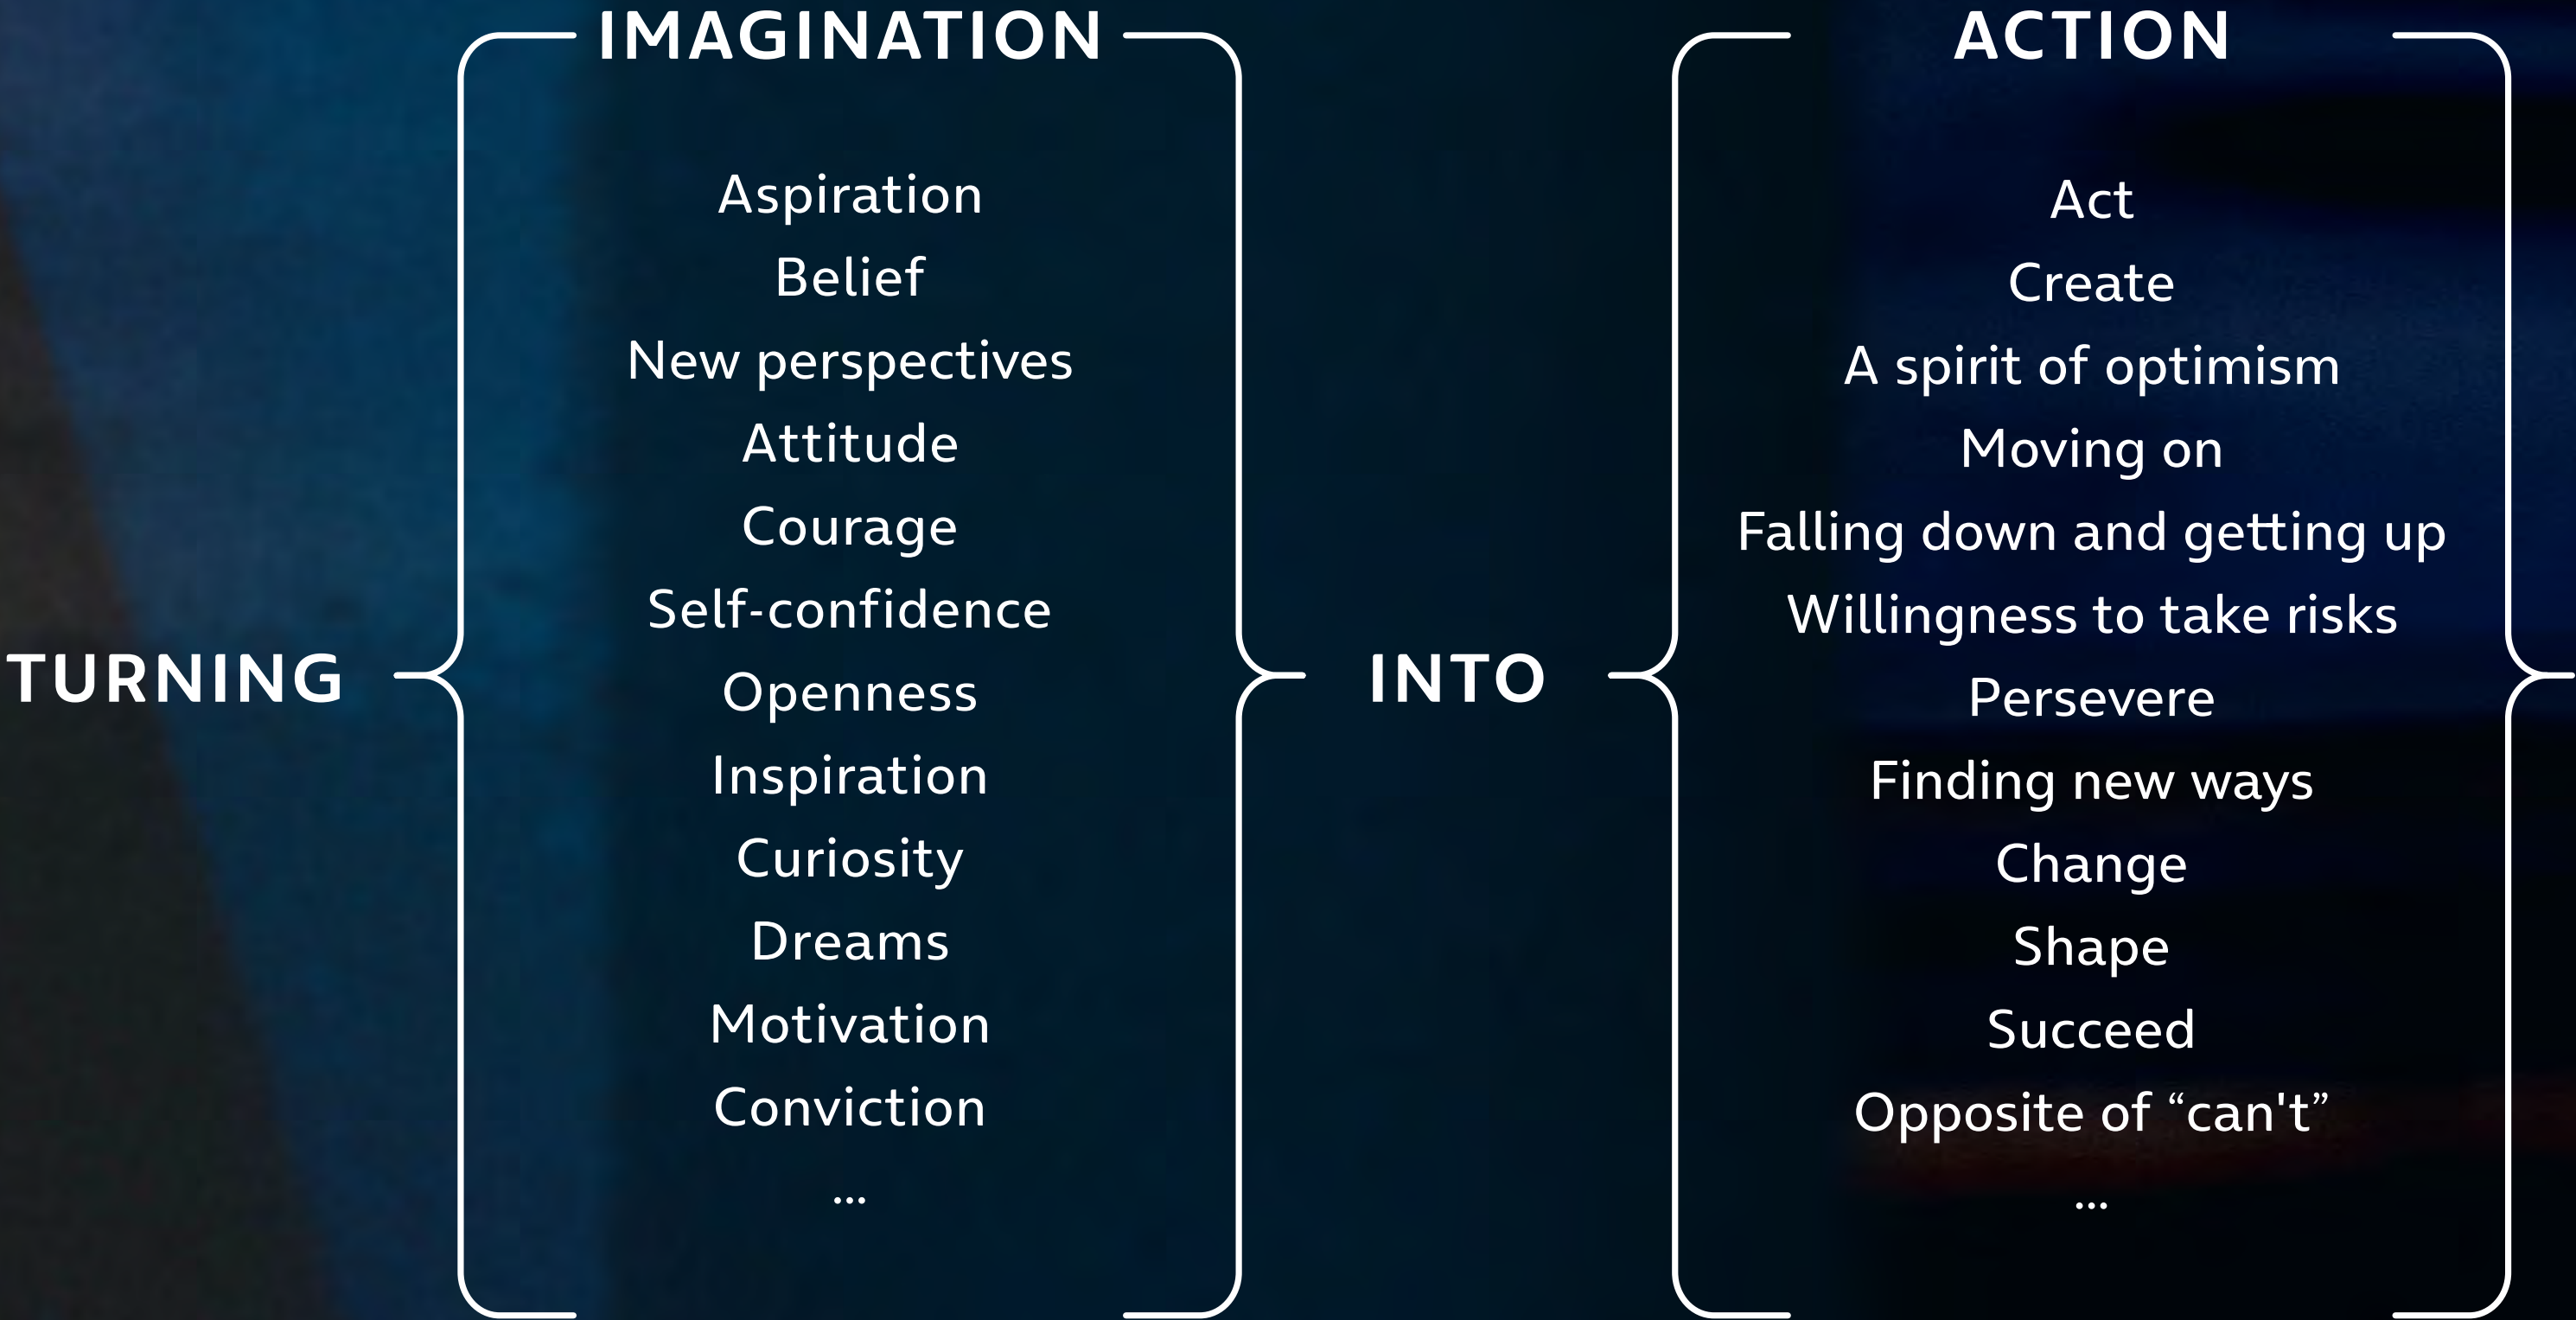 TURNING
IMAGINATION
Aspiration
Belief
New perspectives
Attitude
Courage
Self-confidence
Openness
Inspiration
Curiosity
Dreams
Motivation
Conviction
...
INTO
ACTION
Act
Create
A spirit of optimism
Moving on
Falling down and getting up
Willingness to take risks
Persevere
Finding new ways
Change
Shape
Succeed
Opposite of “can't”
...